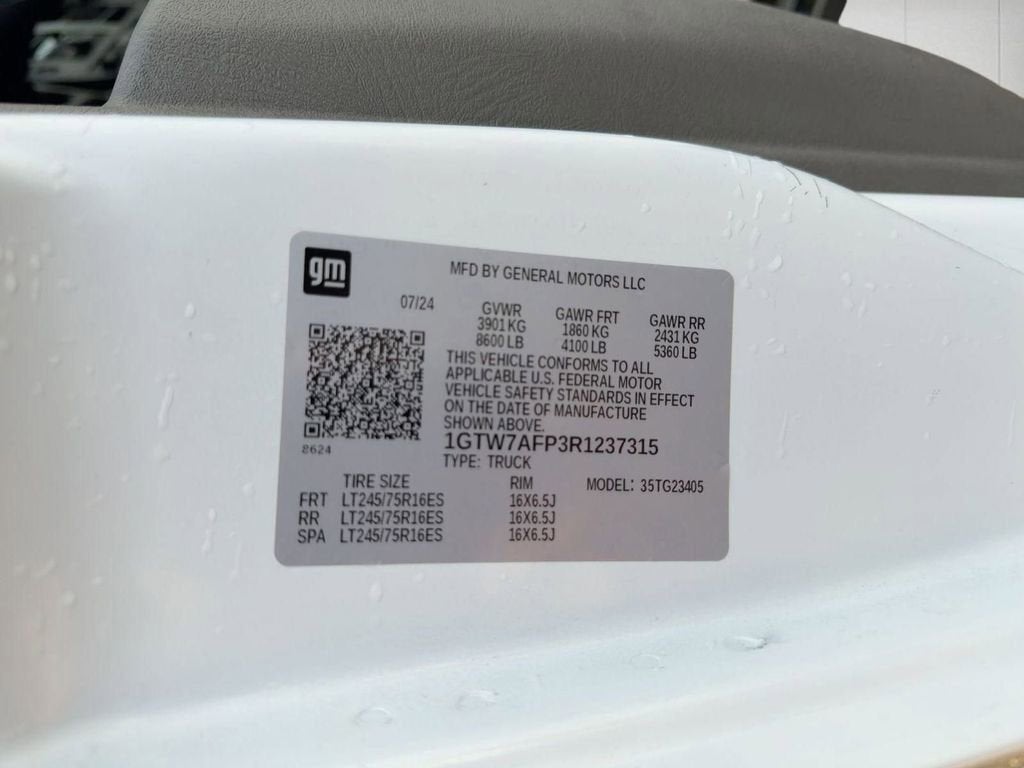 gm
MFD BY GENERAL MOTORS LLC
07/24
GVWR GAWR FRT GAWR RR
3901 KG 1860 KG 2431 KG
8600 LB 4100 LB 5360 LB
THIS VEHICLE CONFORMS TO ALL
APPLICABLE U.S. FEDERAL MOTOR
VEHICLE SAFETY STANDARDS IN EFFECT
ON THE DATE OF MANUFACTURE
SHOWN ABOVE.
8624
1GTW7AFP3R1237315
TYPE: TRUCK
TIRE SIZE RIM MODEL: 35TG23405
FRT LT245/75R16ES 16X6.5J
RR LT245/75R16ES 16X6.5J
SPA LT245/75R16ES 16X6.5J